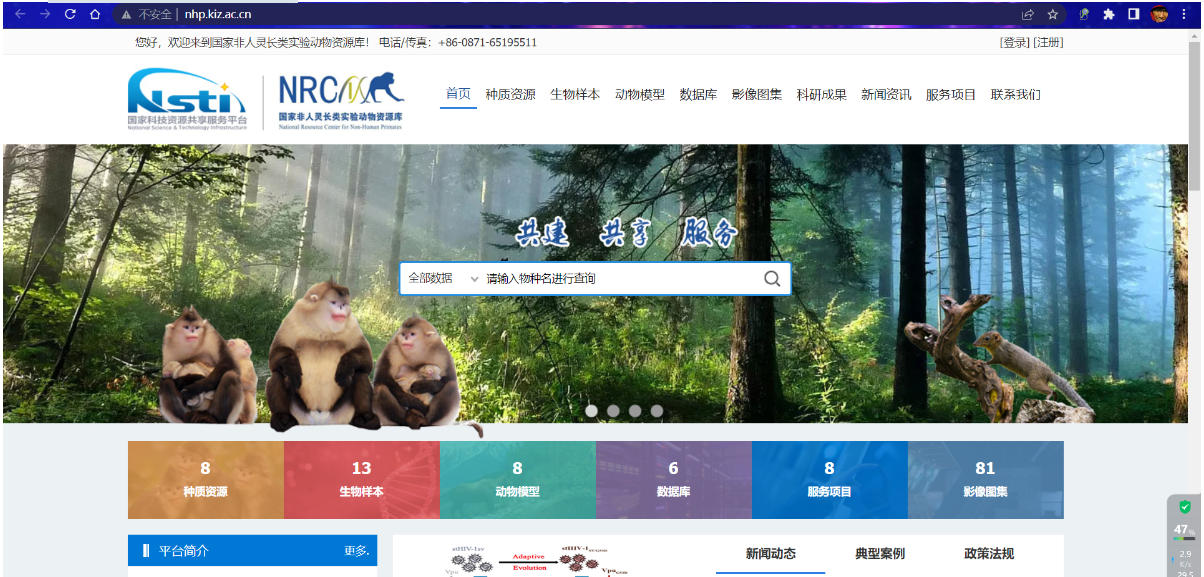 不安全 | nhp.kiz.ac.cn
您好，欢迎来到国家非人灵长类实验动物资源库！ 电话/传真：+86-0871-65195511
[登录] [注册]
Nsti
国家科技资源共享服务平台
National Science & Technology Infrastructure
NRC
国家非人灵长类实验动物资源库
National Resource Center for Non-Human Primates
首页 种质资源 生物样本 动物模型 数据库 影像图集 科研成果 新闻资讯 服务项目 联系我们
共建 共享 服务
全部数据 请输入物种名进行查询
8 13 8 6 8 81
种质资源 生物样本 动物模型 数据库 服务项目 影像图集
平台简介 更多.
Adaptive
Evolution
新闻动态 典型案例 政策法规
47%
2.9
K/s